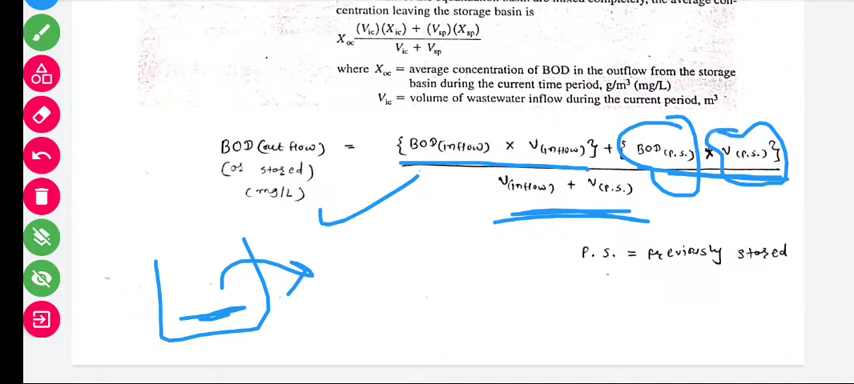 centration leaving the storage basin is
X_oc (V_ic)(X_ic) + (V_sp)(X_sp)
V_ic + V_sp
where X_oc = average concentration of BOD in the outflow from the storage
basin during the current time period, g/m³ (mg/L)
V_ic = volume of wastewater inflow during the current period, m³
BOD (out flow) = {BOD(inflow) × V(inflow)} + {BOD(P.S.) × V(P.S.)}
(or stored)
(mg/L)
V(inflow) + V(P.S.)
P. S. = previously stored